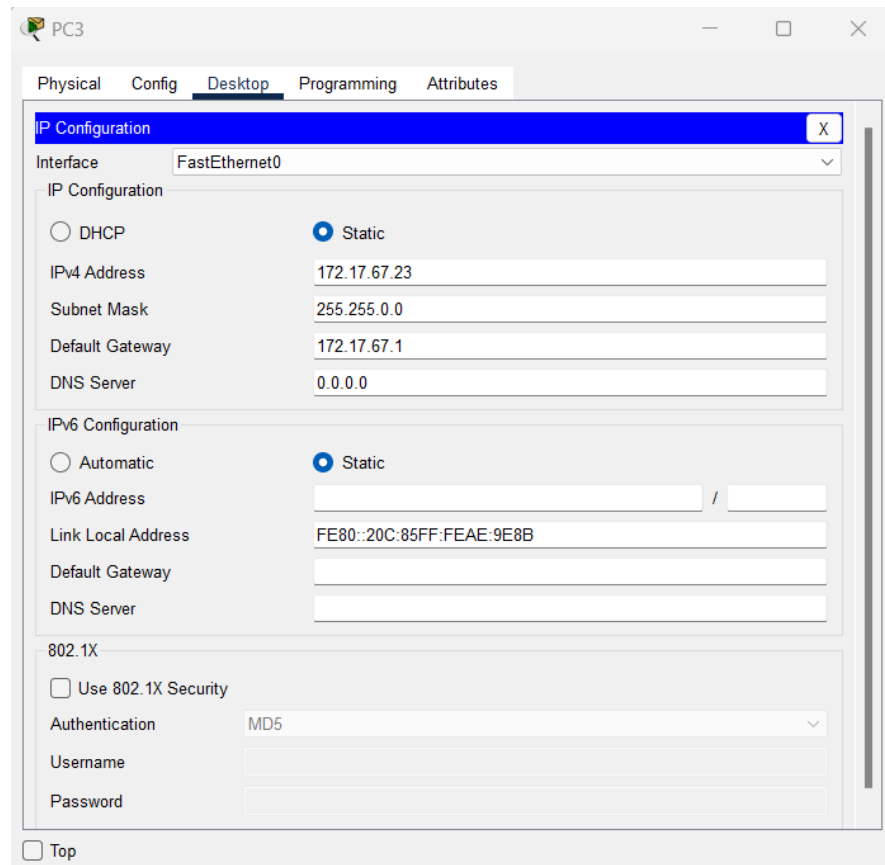 PC3
Physical Config Desktop Programming Attributes
IP Configuration X
Interface FastEthernet0
IP Configuration
DHCP Static
IPv4 Address 172.17.67.23
Subnet Mask 255.255.0.0
Default Gateway 172.17.67.1
DNS Server 0.0.0.0
IPv6 Configuration
Automatic Static
IPv6 Address /
Link Local Address FE80::20C:85FF:FEAE:9E8B
Default Gateway
DNS Server
802.1X
Use 802.1X Security
Authentication MD5
Username
Password
Top